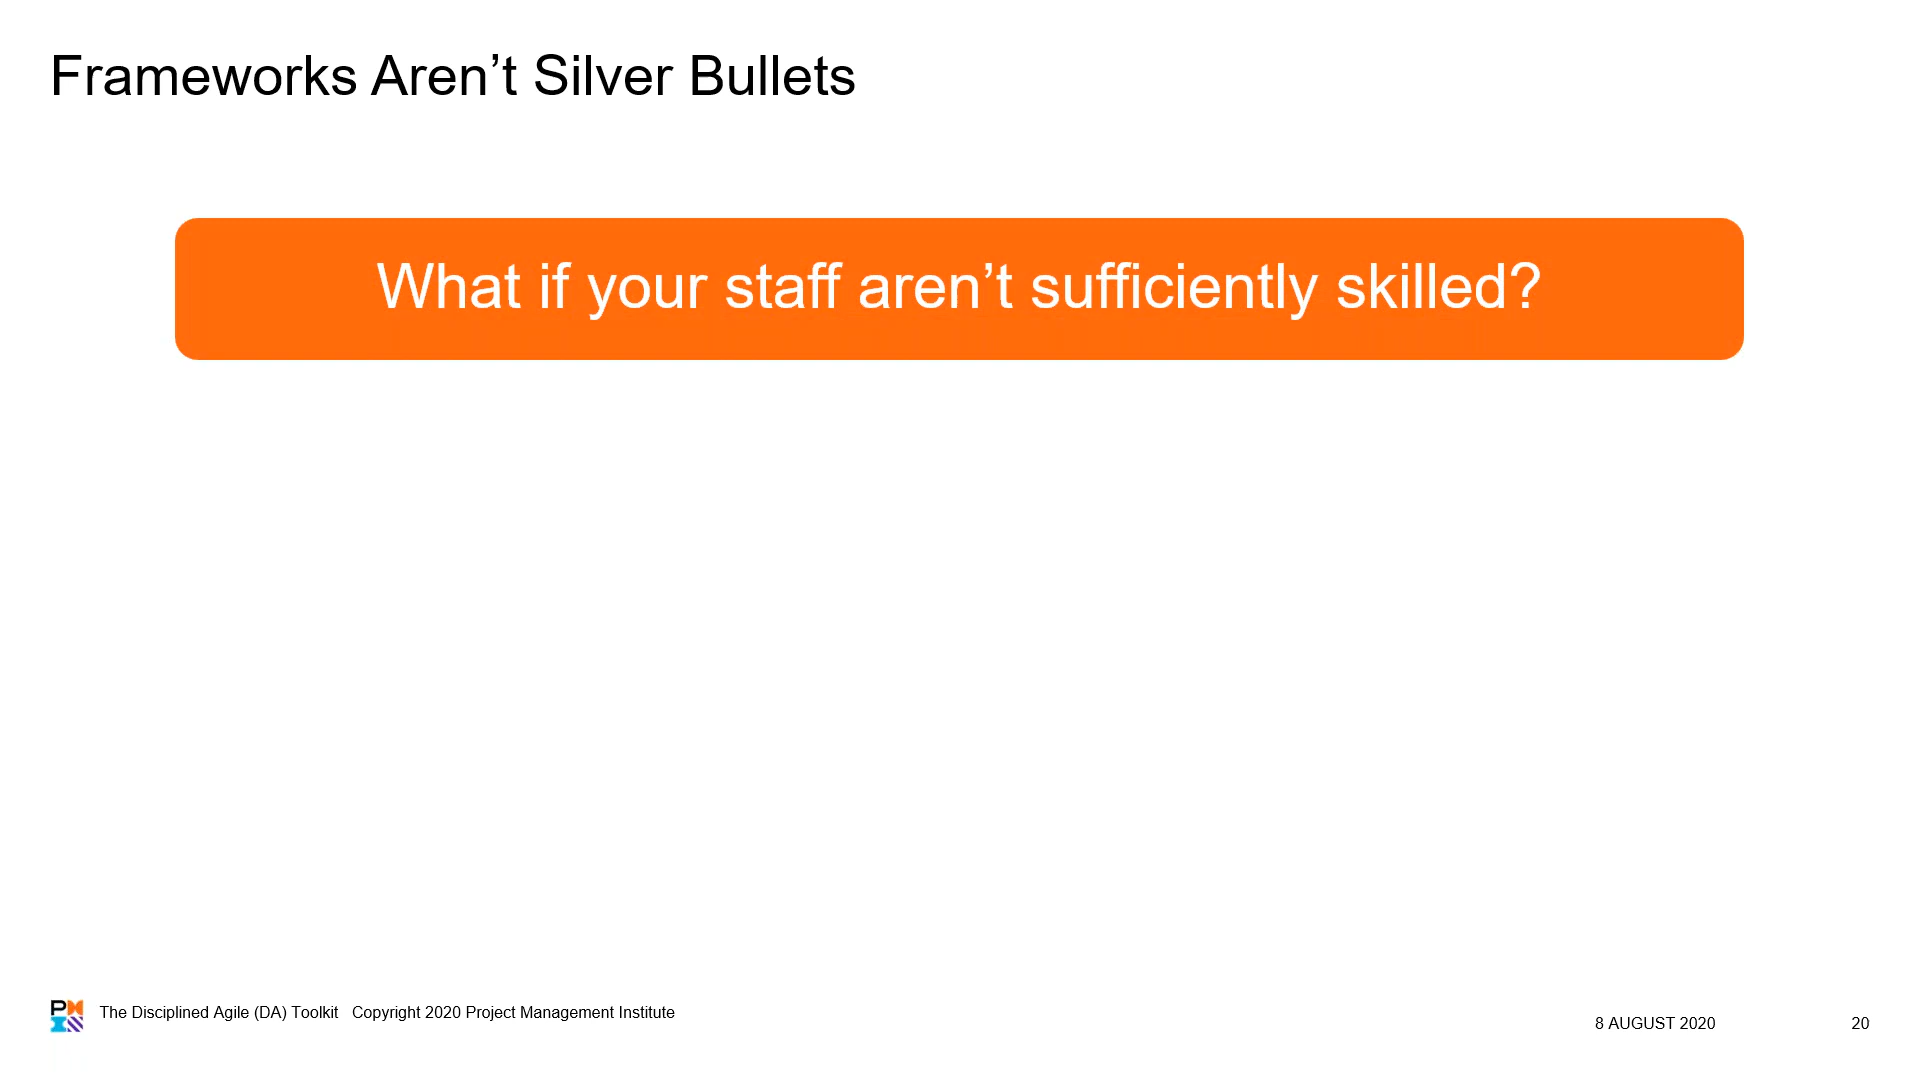 Frameworks Aren’t Silver Bullets
What if your staff aren’t sufficiently skilled?
PM
The Disciplined Agile (DA) Toolkit   Copyright 2020 Project Management Institute
8 AUGUST 2020
20